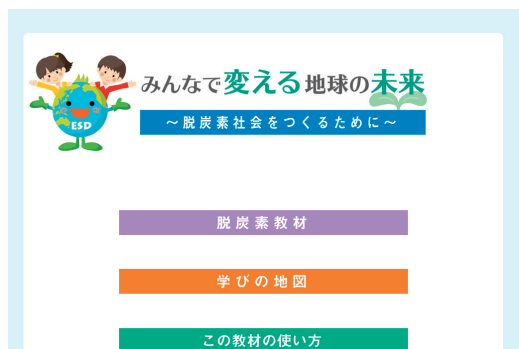 みんなで変える地球の未来
～脱炭素社会をつくるために～
ESD
脱炭素教材
学びの地図
この教材の使い方